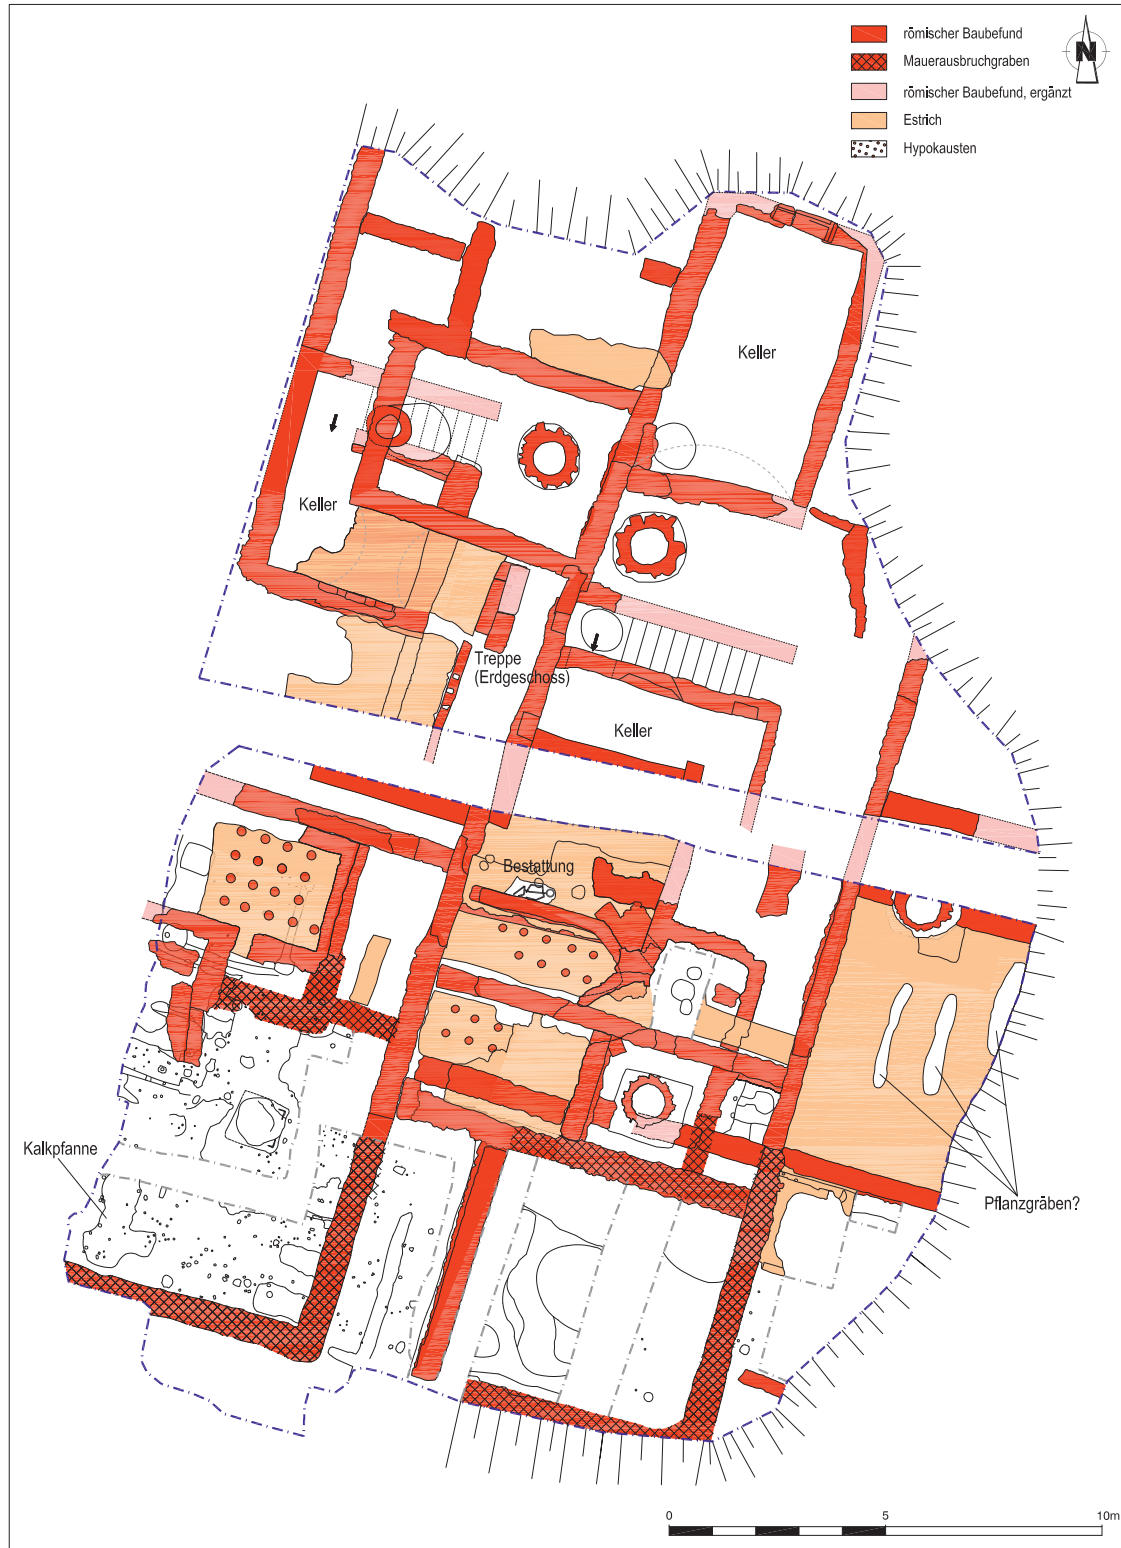 römischer Baubefund
N
Mauerausbruchgraben
römischer Baubefund, ergänzt
Estrich
Hypokausten
Keller
Keller
Treppe
(Erdgeschoss)
Keller
Bestattung
Kalkpfanne
Pflanzgräben?
0 5 10m